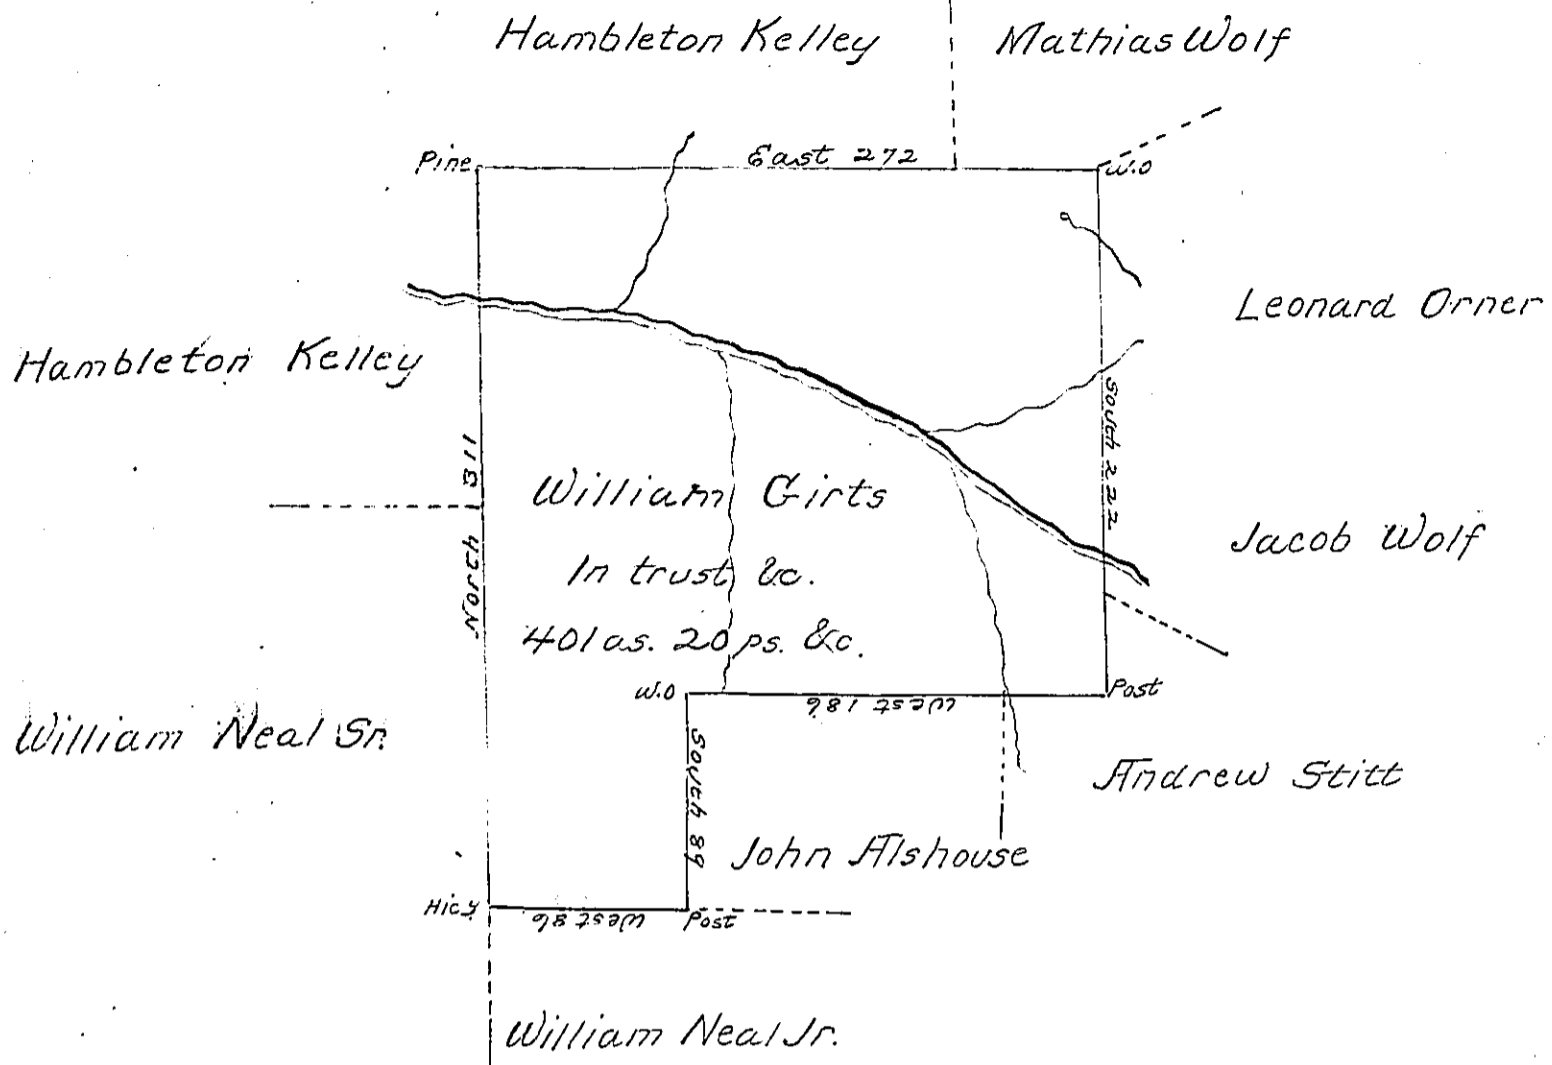 Hambleton Kelley
Mathias Wolf
Pine
East 272
W.O
Leonard Orner
Hambleton Kelley
South 222
North 311
William Girts
In trust &c.
401 as. 20 ps. &c.
Jacob Wolf
W.O
West 186
Post
William Neal Sr.
South 89
Andrew Stitt
John Alshouse
Hicy
West 86
Post
William Neal Jr.